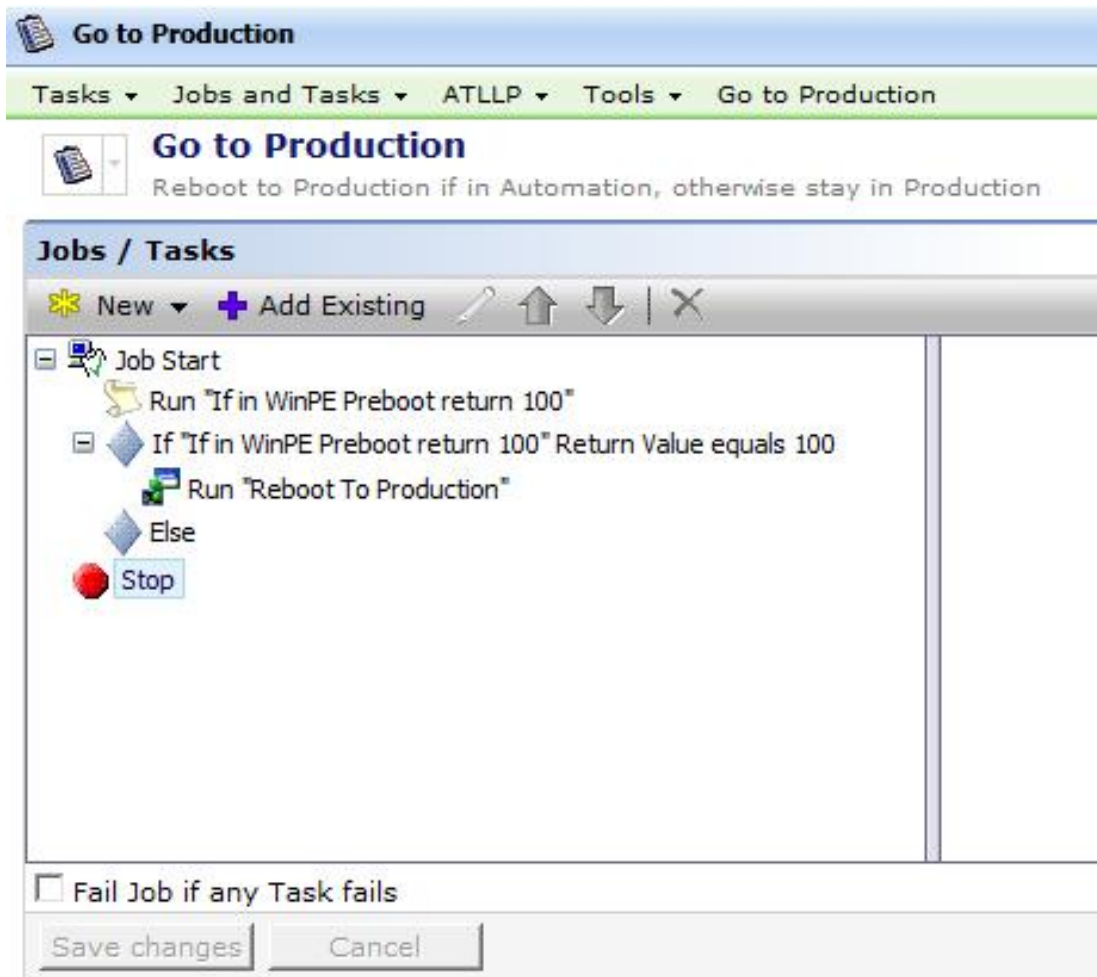 Go to Production
Tasks Jobs and Tasks ATLLP Tools Go to Production
Go to Production
Reboot to Production if in Automation, otherwise stay in Production
Jobs / Tasks
New Add Existing
Job Start
Run "If in WinPE Preboot return 100"
If "If in WinPE Preboot return 100" Return Value equals 100
Run "Reboot To Production"
Else
Stop
Fail Job if any Task fails
Save changes Cancel